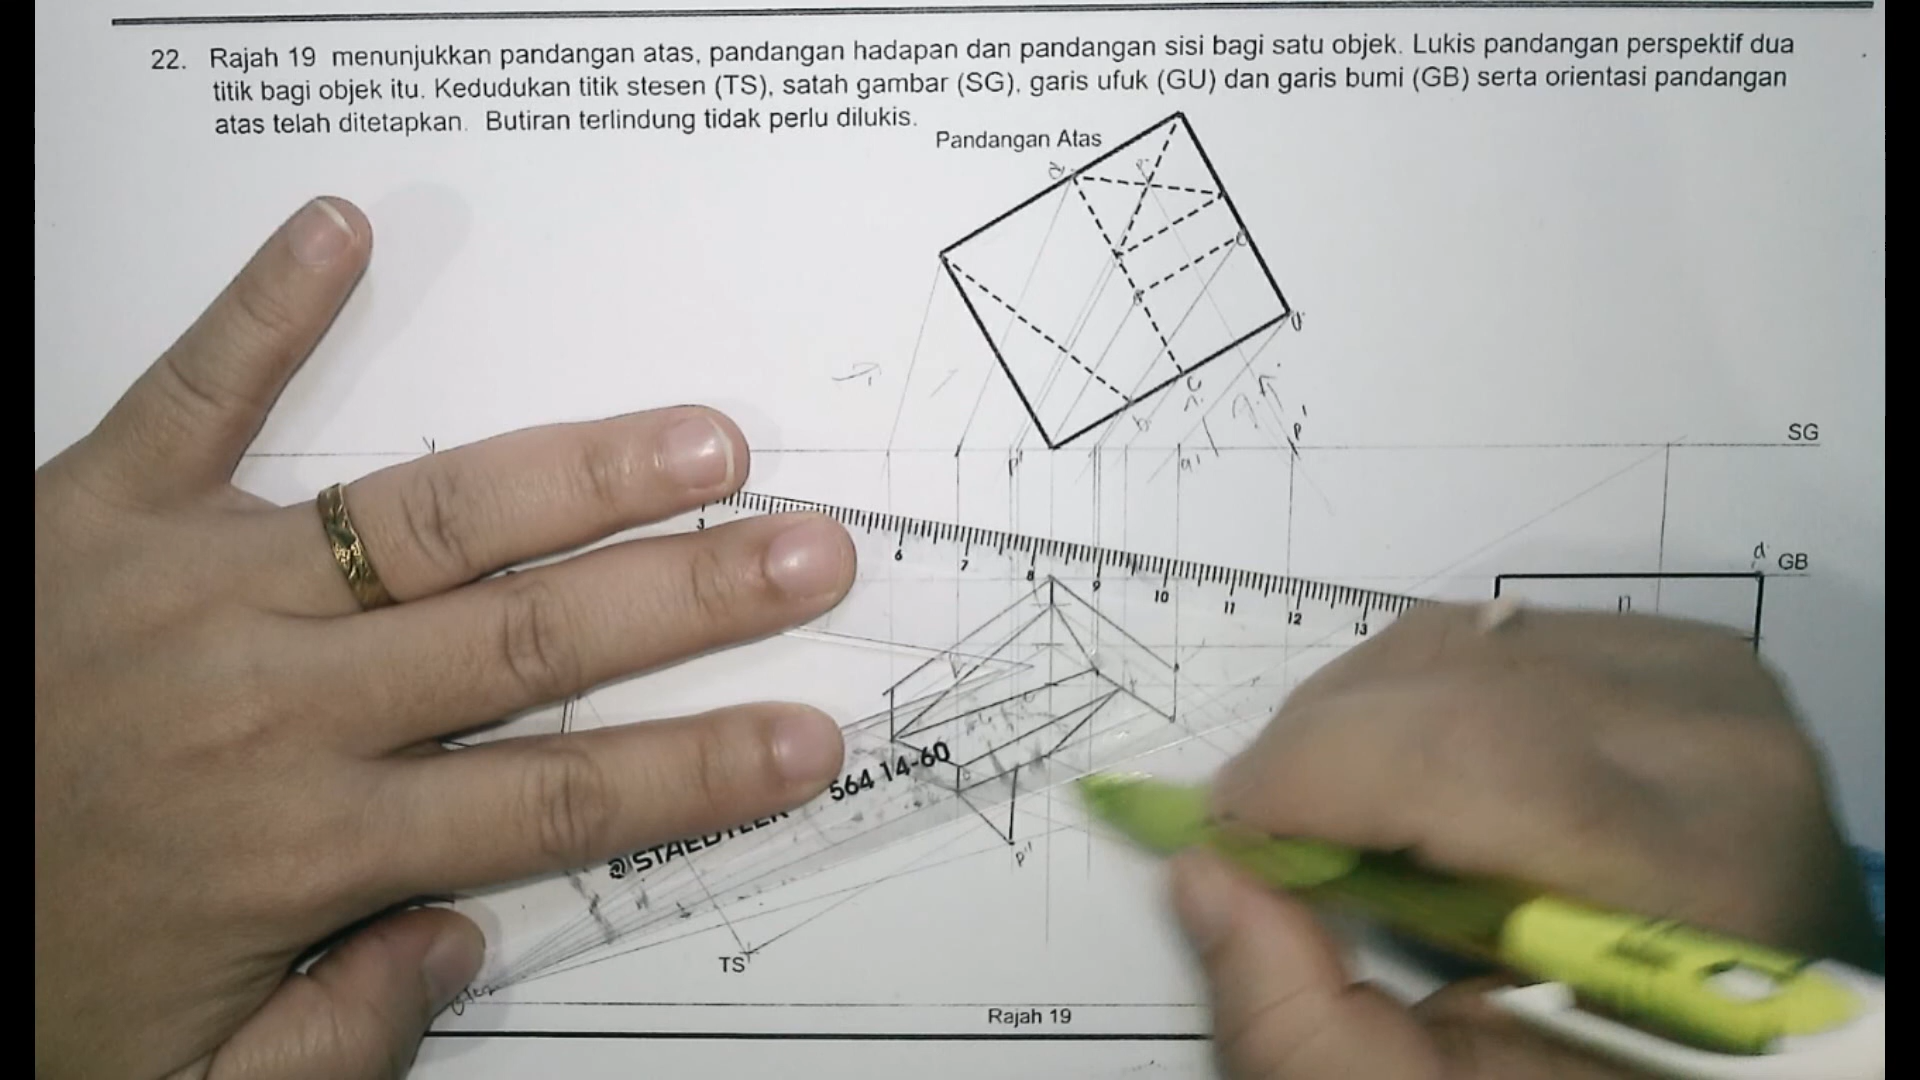 22. Rajah 19 menunjukkan pandangan atas, pandangan hadapan dan pandangan sisi bagi satu objek. Lukis pandangan perspektif dua
titik bagi objek itu. Kedudukan titik stesen (TS), satah gambar (SG), garis ufuk (GU) dan garis bumi (GB) serta orientasi pandangan
atas telah ditetapkan. Butiran terlindung tidak perlu dilukis.
Pandangan Atas
SG
3 6 7 8 9 10 11 12 13
d GB
564 14-60
STAEDTLER
p"
TS
Rajah 19